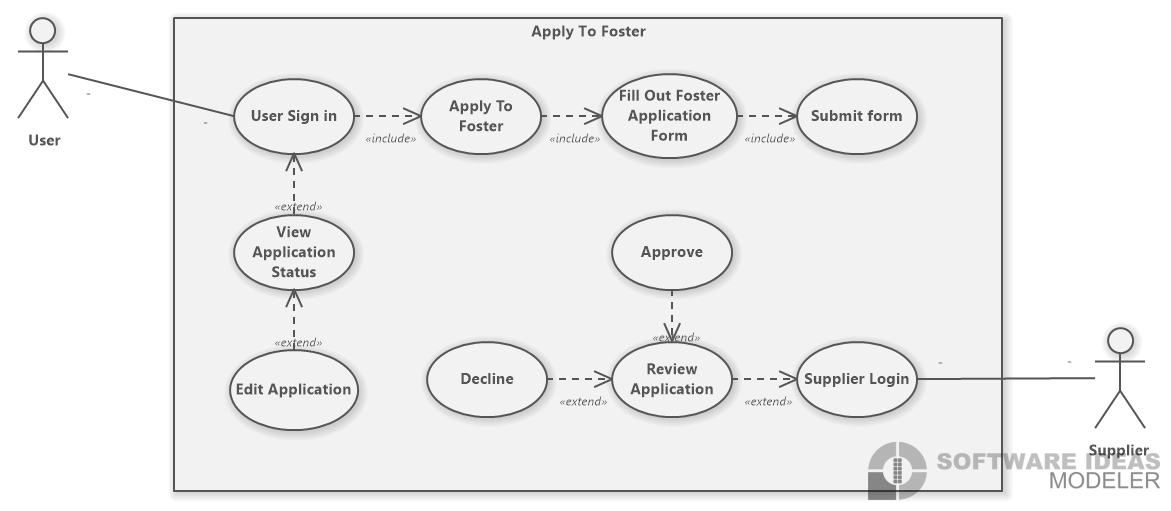 Apply To Foster
User
User Sign in
«include»
Apply To
Foster
«include»
Fill Out Foster
Application
Form
«include»
Submit form
«extend»
View
Application
Status
Approve
«extend»
«extend»
Edit Application
Decline
«extend»
Review
Application
«extend»
Supplier Login
Supplier
SOFTWARE IDEAS
MODELER